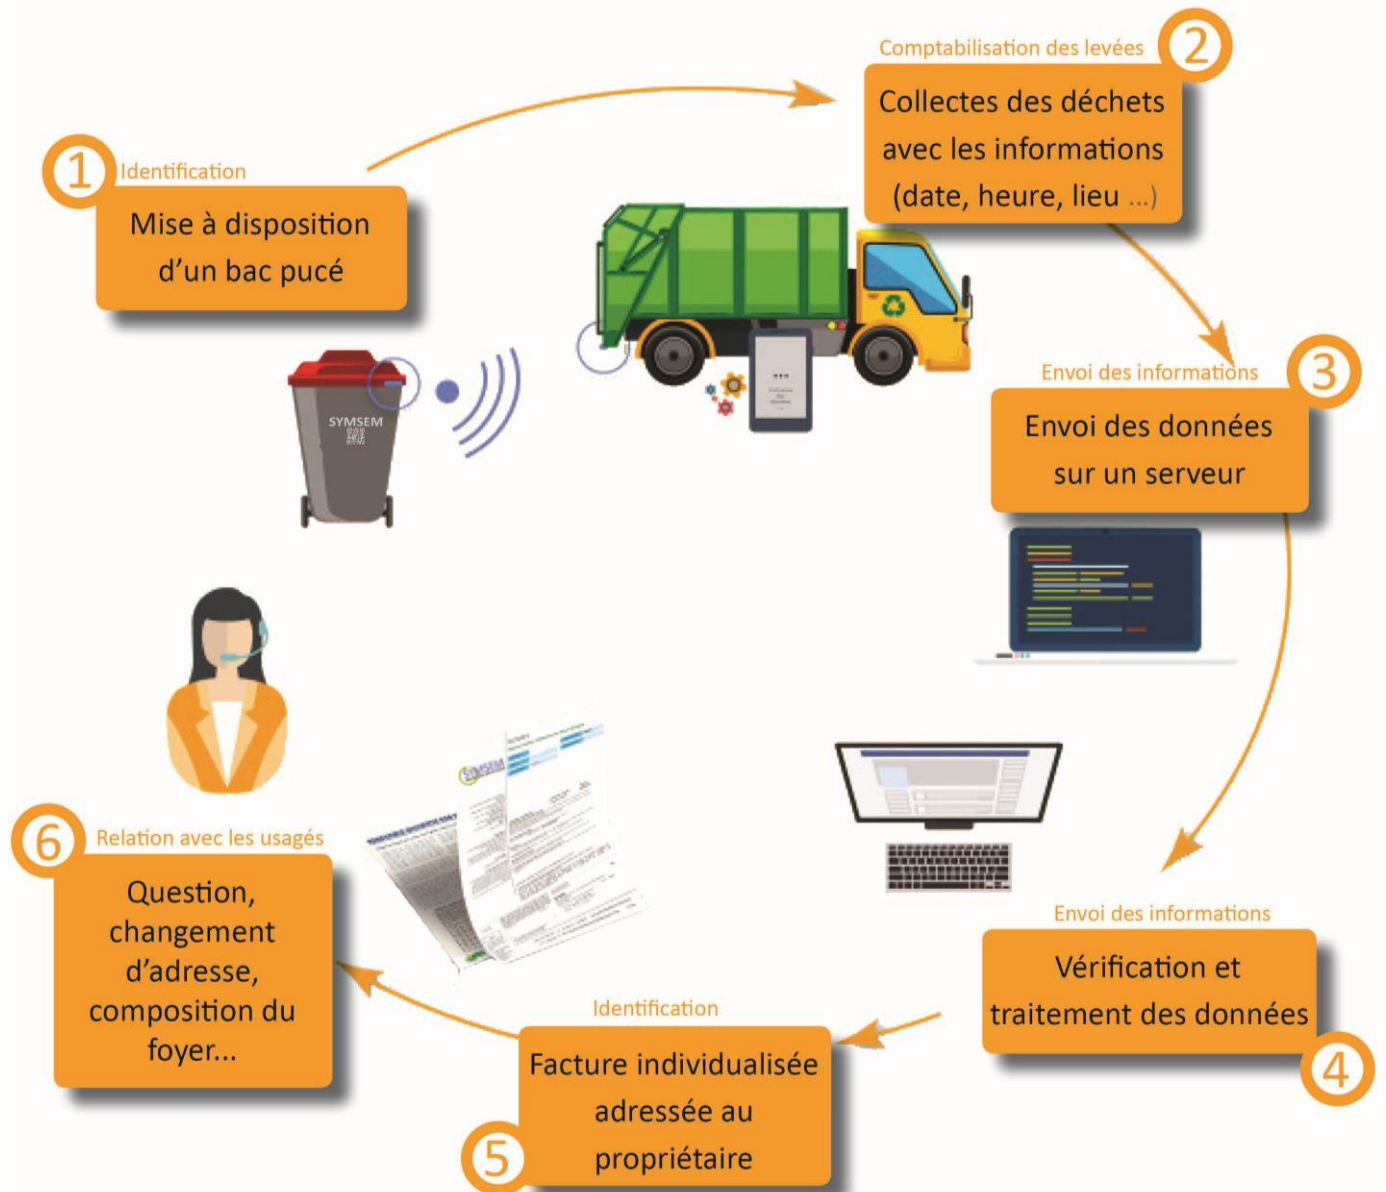 1
Identification
Mise à disposition
d'un bac pucé
Comptabilisation des levées
2
Collectes des déchets
avec les informations
(date, heure, lieu ...)
SYMSEM
Envoi des informations
3
Envoi des données
sur un serveur
Envoi des informations
Vérification et
traitement des données
4
SYMSEM
Identification
Facture individualisée
adressée au
propriétaire
5
6
Relation avec les usagés
Question,
changement
d'adresse,
composition du
foyer...